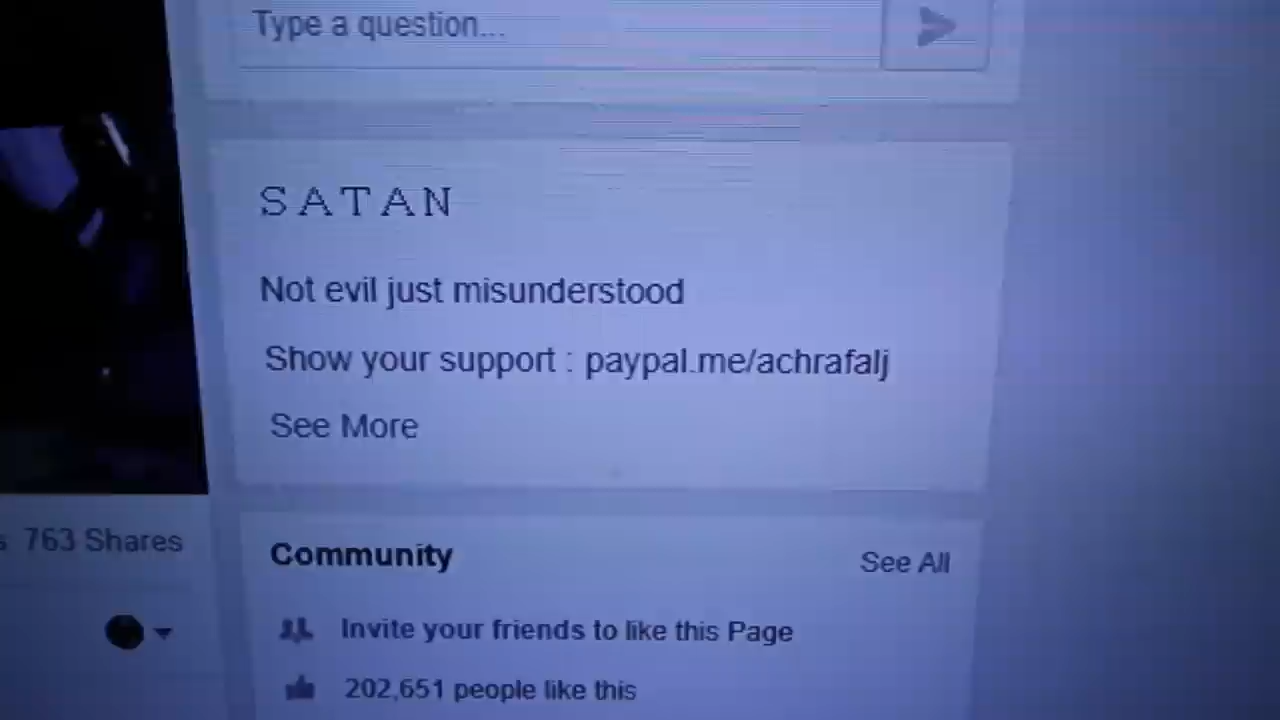 Type a question...
S A T A N
Not evil just misunderstood
Show your support : paypal.me/achrafalj
See More
763 Shares
Community
See All
Invite your friends to like this Page
202,651 people like this